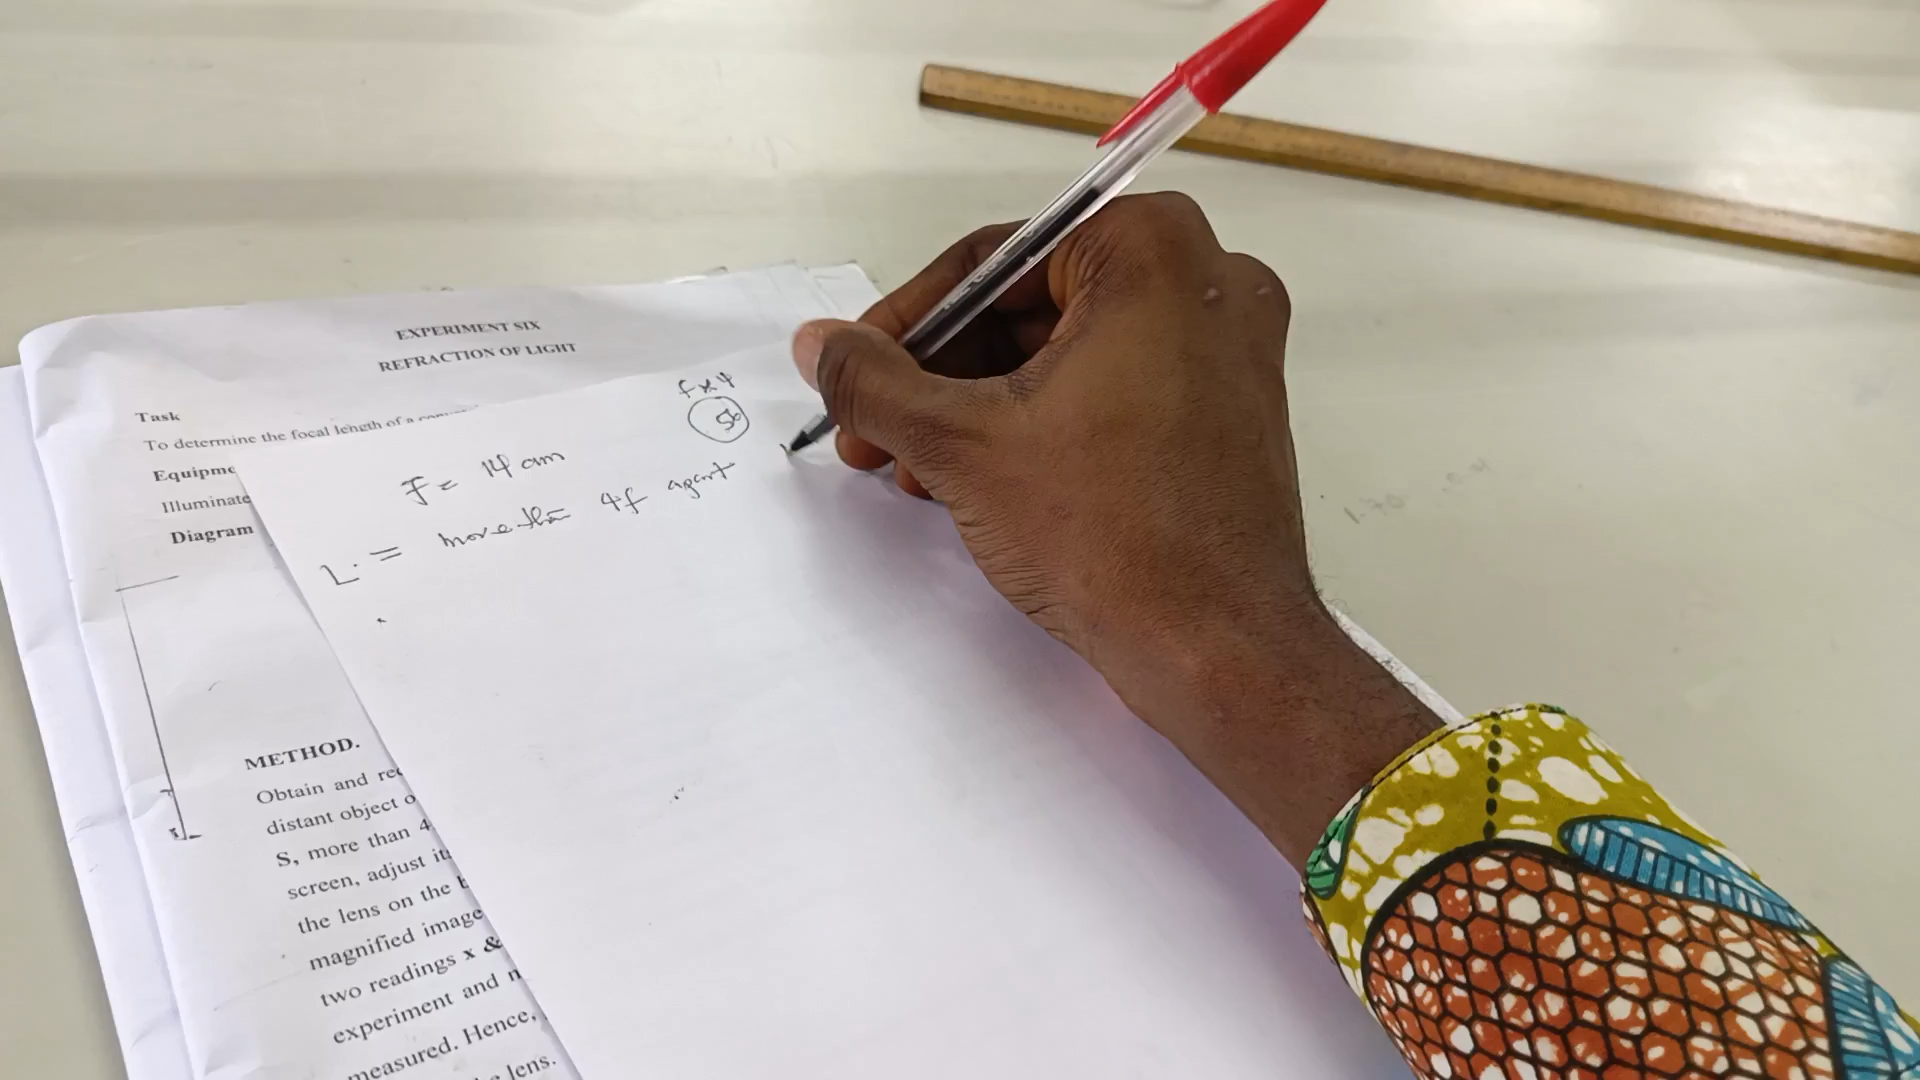 EXPERIMENT SIX
REFRACTION OF LIGHT
Task
To determine the focal length of a
Equipme
Illuminate
Diagram
f x 4
56
F = 14 cm
L = more than 4f apart
METHOD.
Obtain and rec
distant object o
S, more than 4
screen, adjust it
the lens on the b
magnified image
two readings x &
experiment and n
measured. Hence,
lens.